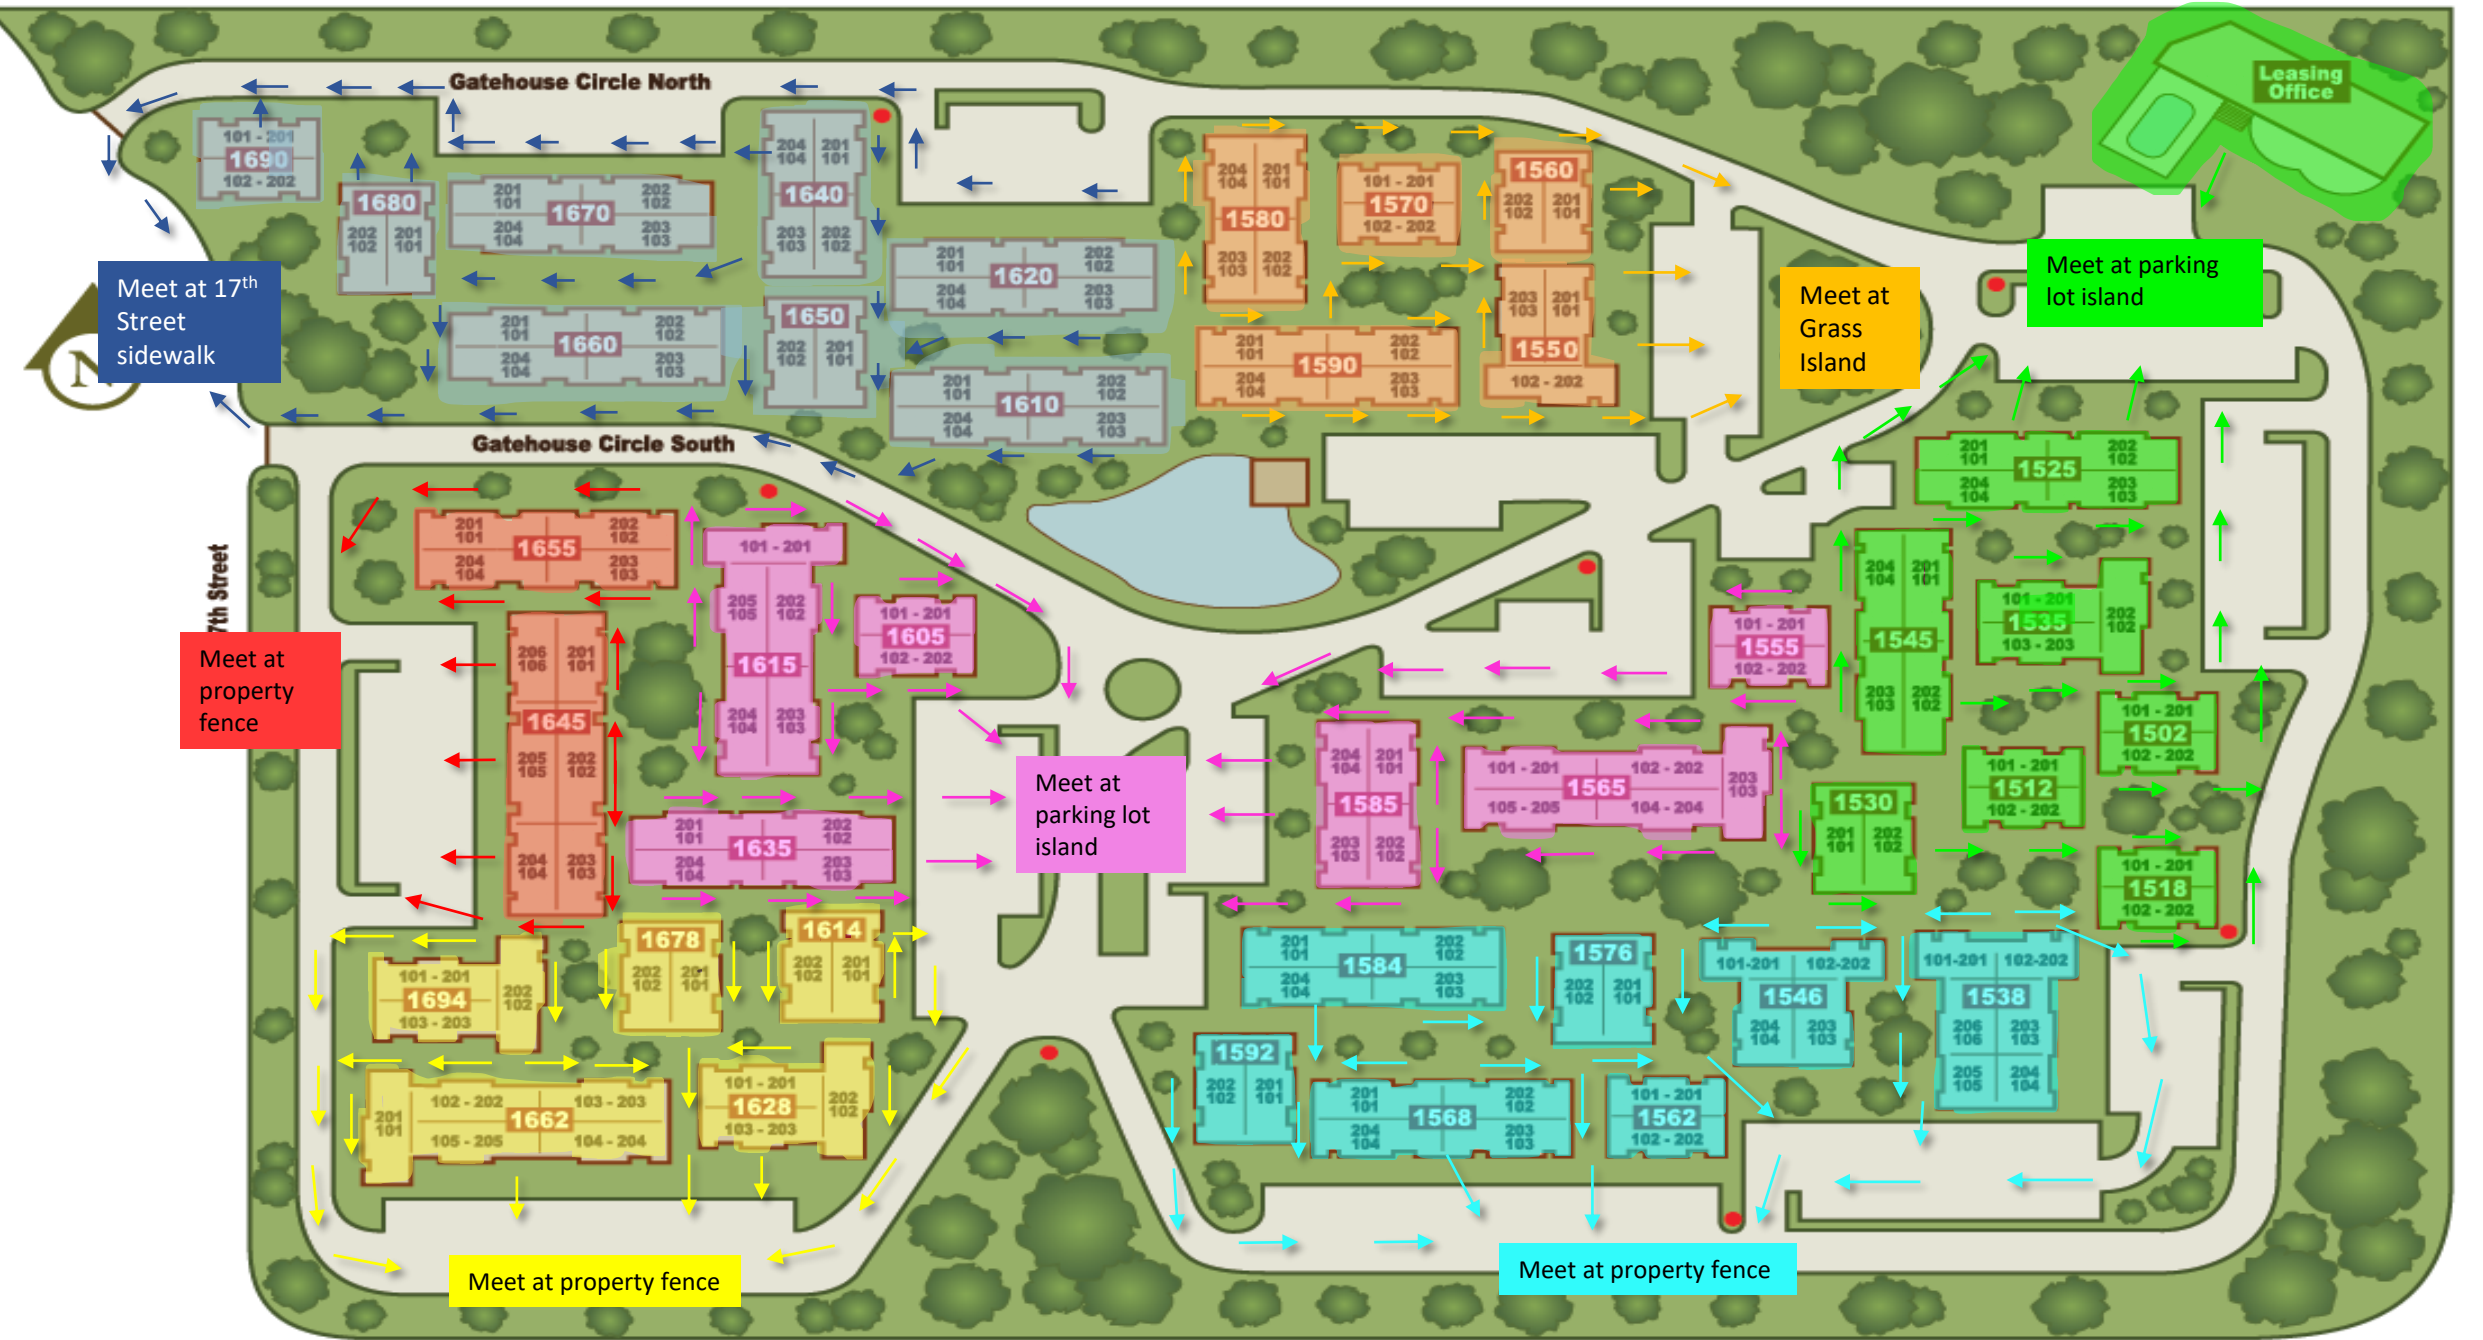 Gatehouse Circle North
Leasing
Office
101 - 201
1690
102 - 202
1680
202 201
102 101
201 202
101 102
1670
204 203
104 103
204 201
104 101
1640
203 202
103 102
201 202
101 102
1620
204 203
104 103
1650
202 201
102 101
201 202
101 102
1660
204 203
104 103
201 202
101 102
1610
204 203
104 103
204 201
104 101
1580
203 202
103 102
101 - 201
1570
102 - 202
1560
202 201
102 101
203 201
103 101
1550
102 - 202
201 202
101 102
1590
204 203
104 103
Meet at 17th
Street
sidewalk
N
Meet at
Grass
Island
Meet at parking
lot island
Gatehouse Circle South
7th Street
201 202
101 102
1655
204 203
104 103
206 201
106 101
1645
205 202
105 102
204 203
104 103
Meet at
property
fence
101 - 201
205 202
105 102
1615
204 203
104 103
101 - 201
1605
102 - 202
201 202
101 102
1635
204 203
104 103
Meet at
parking lot
island
101 - 201
1555
102 - 202
204 201
104 101
1585
203 202
103 102
101 - 201 102 - 202
1565
203
103
105 - 205 104 - 204
201 202
101 102
1525
204 203
104 103
204 201
104 101
1545
203 202
103 102
101 - 201
1535
202
102
103 - 203
101 - 201
1502
102 - 202
101 - 201
1512
102 - 202
1530
201 202
101 102
101 - 201
1518
102 - 202
101 - 201
1694
202
102
103 - 203
1678
202 201
102 101
1614
202 201
102 101
102 - 202 103 - 203
201
101
1662
105 - 205 104 - 204
101 - 201
1628
202
102
103 - 203
Meet at property fence
201 202
101 102
1584
204 203
104 103
1576
202 201
102 101
101-201 102-202
1546
204 203
104 103
101-201 102-202
1538
206 203
106 103
205 204
105 104
1592
202 201
102 101
201 202
101 102
1568
204 203
104 103
101 - 201
1562
102 - 202
Meet at property fence